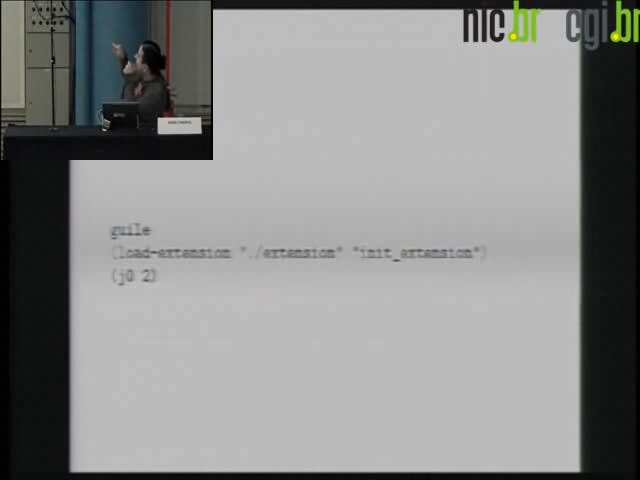 nic.br cgi.br
guile
(load-extension "./extension" "init_extension")
(j0 2)